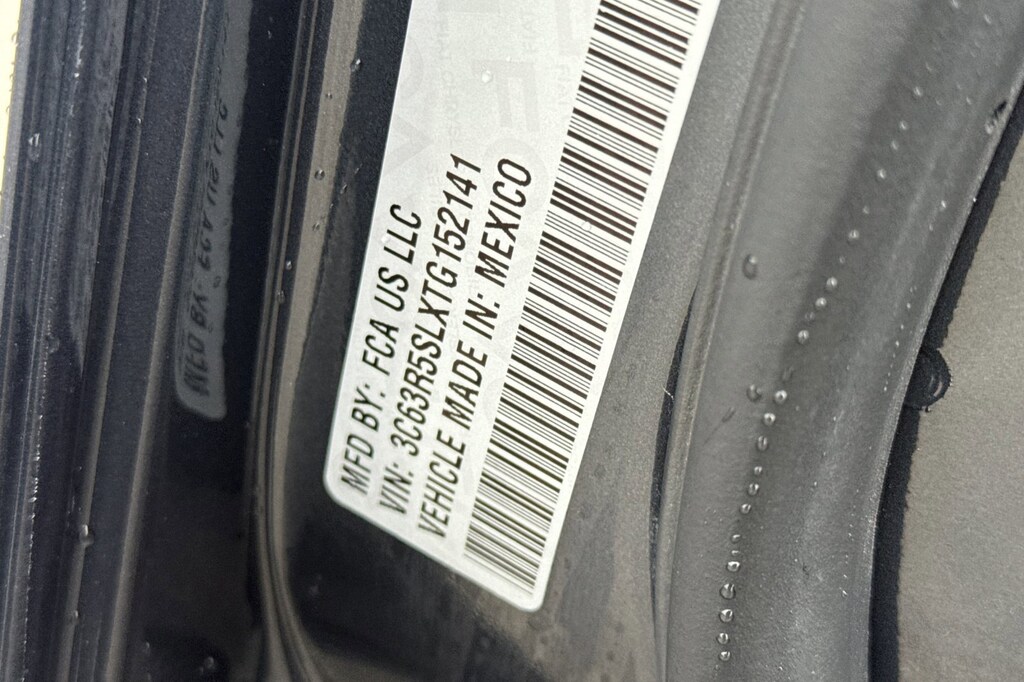 MFD BY: FCA US LLC
VIN: 3C63R5SLXTG152141
VEHICLE MADE IN: MEXICO